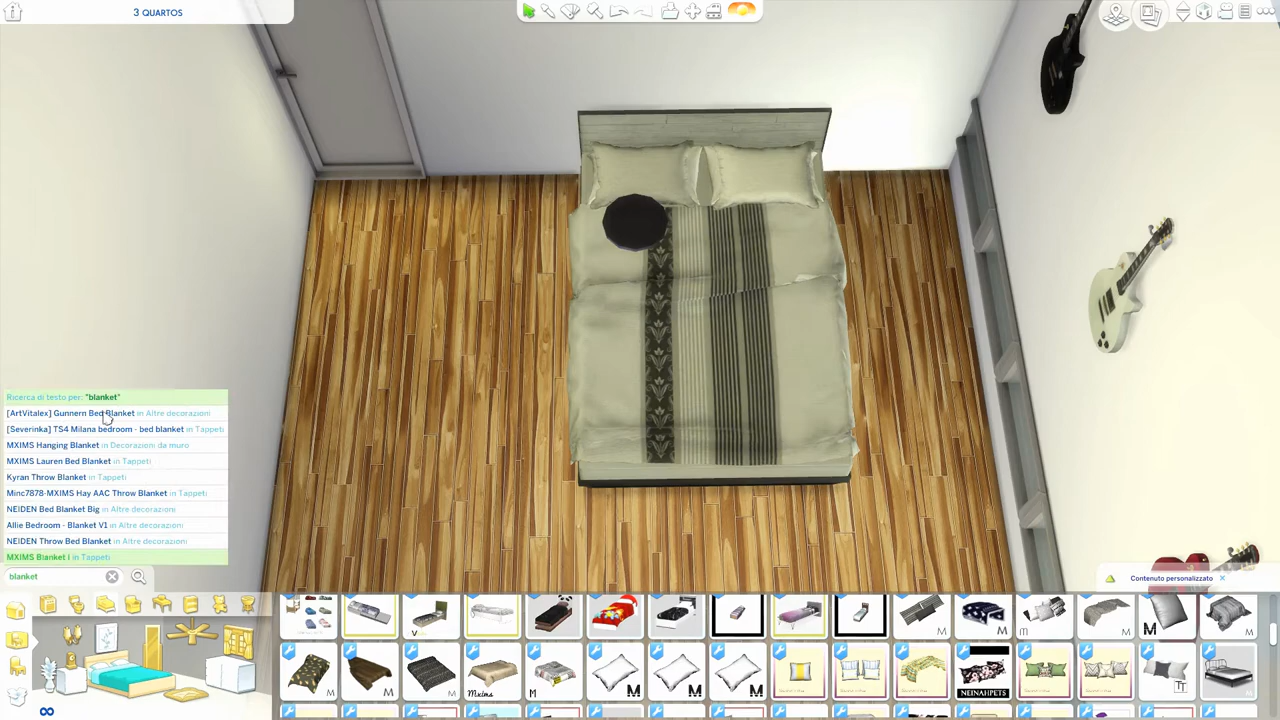 3 QUARTOS
Ricerca di testo per: "blanket"
[ArtVitalex] Gunnern Bed Blanket in Altre decorazioni
[Severinka] TS4 Milana bedroom - bed blanket in Tappeti
MXIMS Hanging Blanket in Decorazioni da muro
MXIMS Lauren Bed Blanket in Tappeti
Kyran Throw Blanket in Tappeti
Minc7878-MXIMS Hay AAC Throw Blanket in Tappeti
NEIDEN Bed Blanket Big in Altre decorazioni
Allie Bedroom - Blanket V1 in Altre decorazioni
NEIDEN Throw Bed Blanket in Altre decorazioni
MXIMS Blanket I in Tappeti
blanket
Contenuto personalizzato
V
M
M
M
M
M
M
M
M
M
Mxims
M
M
M
M
NEINAHPETS
T